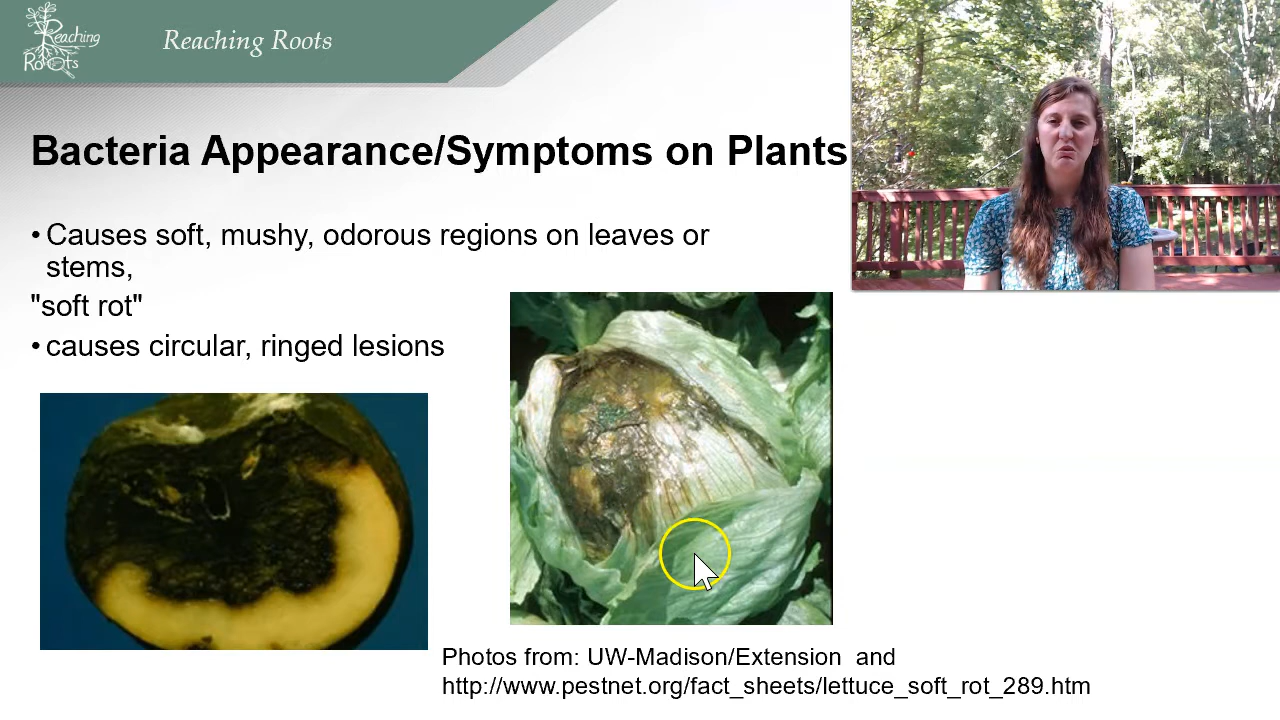 Reaching
Roots
Reaching Roots
Bacteria Appearance/Symptoms on Plants
• Causes soft, mushy, odorous regions on leaves or
stems,
"soft rot"
• causes circular, ringed lesions
Photos from: UW-Madison/Extension and
http://www.pestnet.org/fact_sheets/lettuce_soft_rot_289.htm